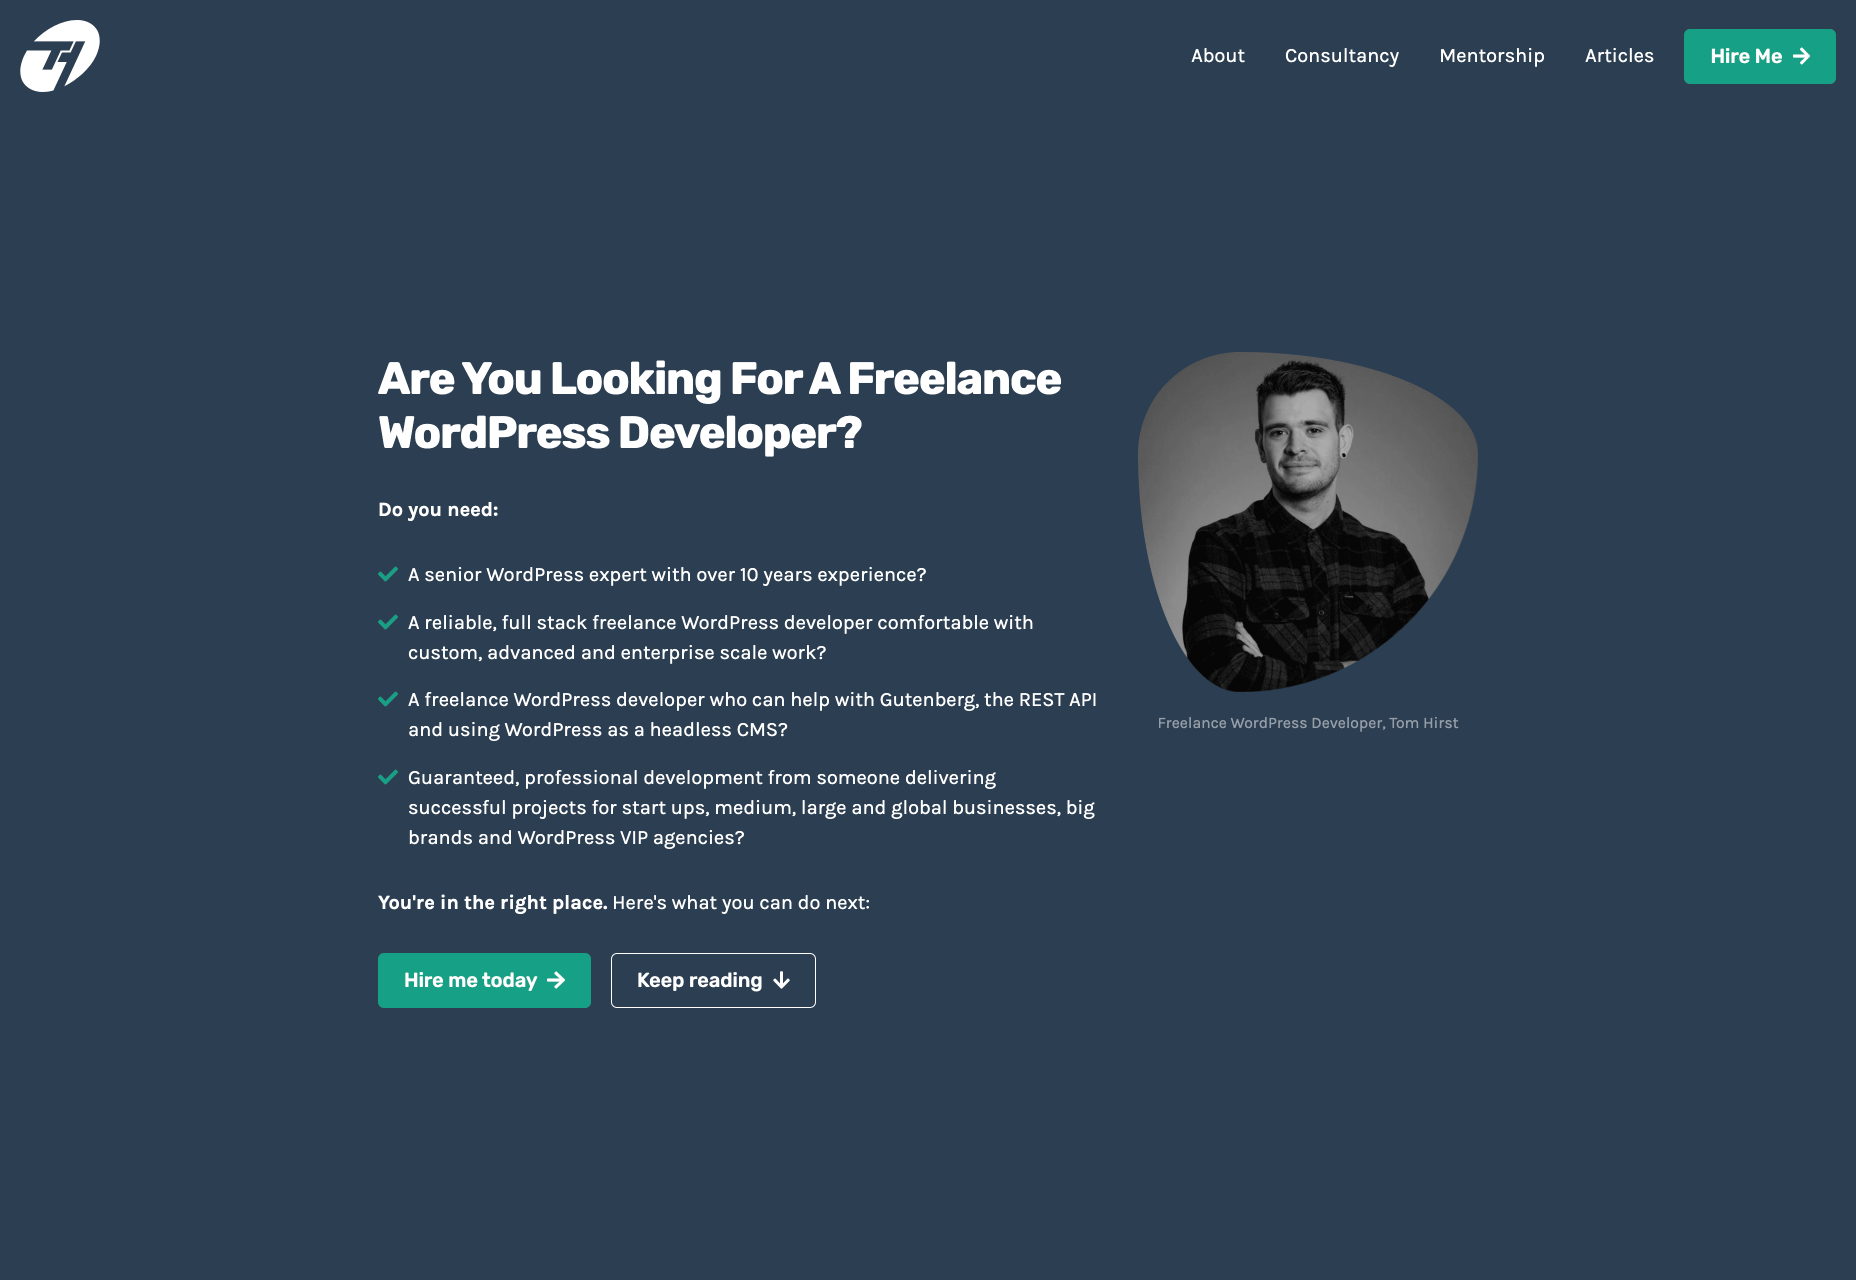 TH
About
Consultancy
Mentorship
Articles
Hire Me
Are You Looking For A Freelance
WordPress Developer?
Do you need:
A senior WordPress expert with over 10 years experience?
A reliable, full stack freelance WordPress developer comfortable with
custom, advanced and enterprise scale work?
A freelance WordPress developer who can help with Gutenberg, the REST API
and using WordPress as a headless CMS?
Guaranteed, professional development from someone delivering
successful projects for start ups, medium, large and global businesses, big
brands and WordPress VIP agencies?
You're in the right place. Here's what you can do next:
Hire me today
Keep reading
Freelance WordPress Developer, Tom Hirst